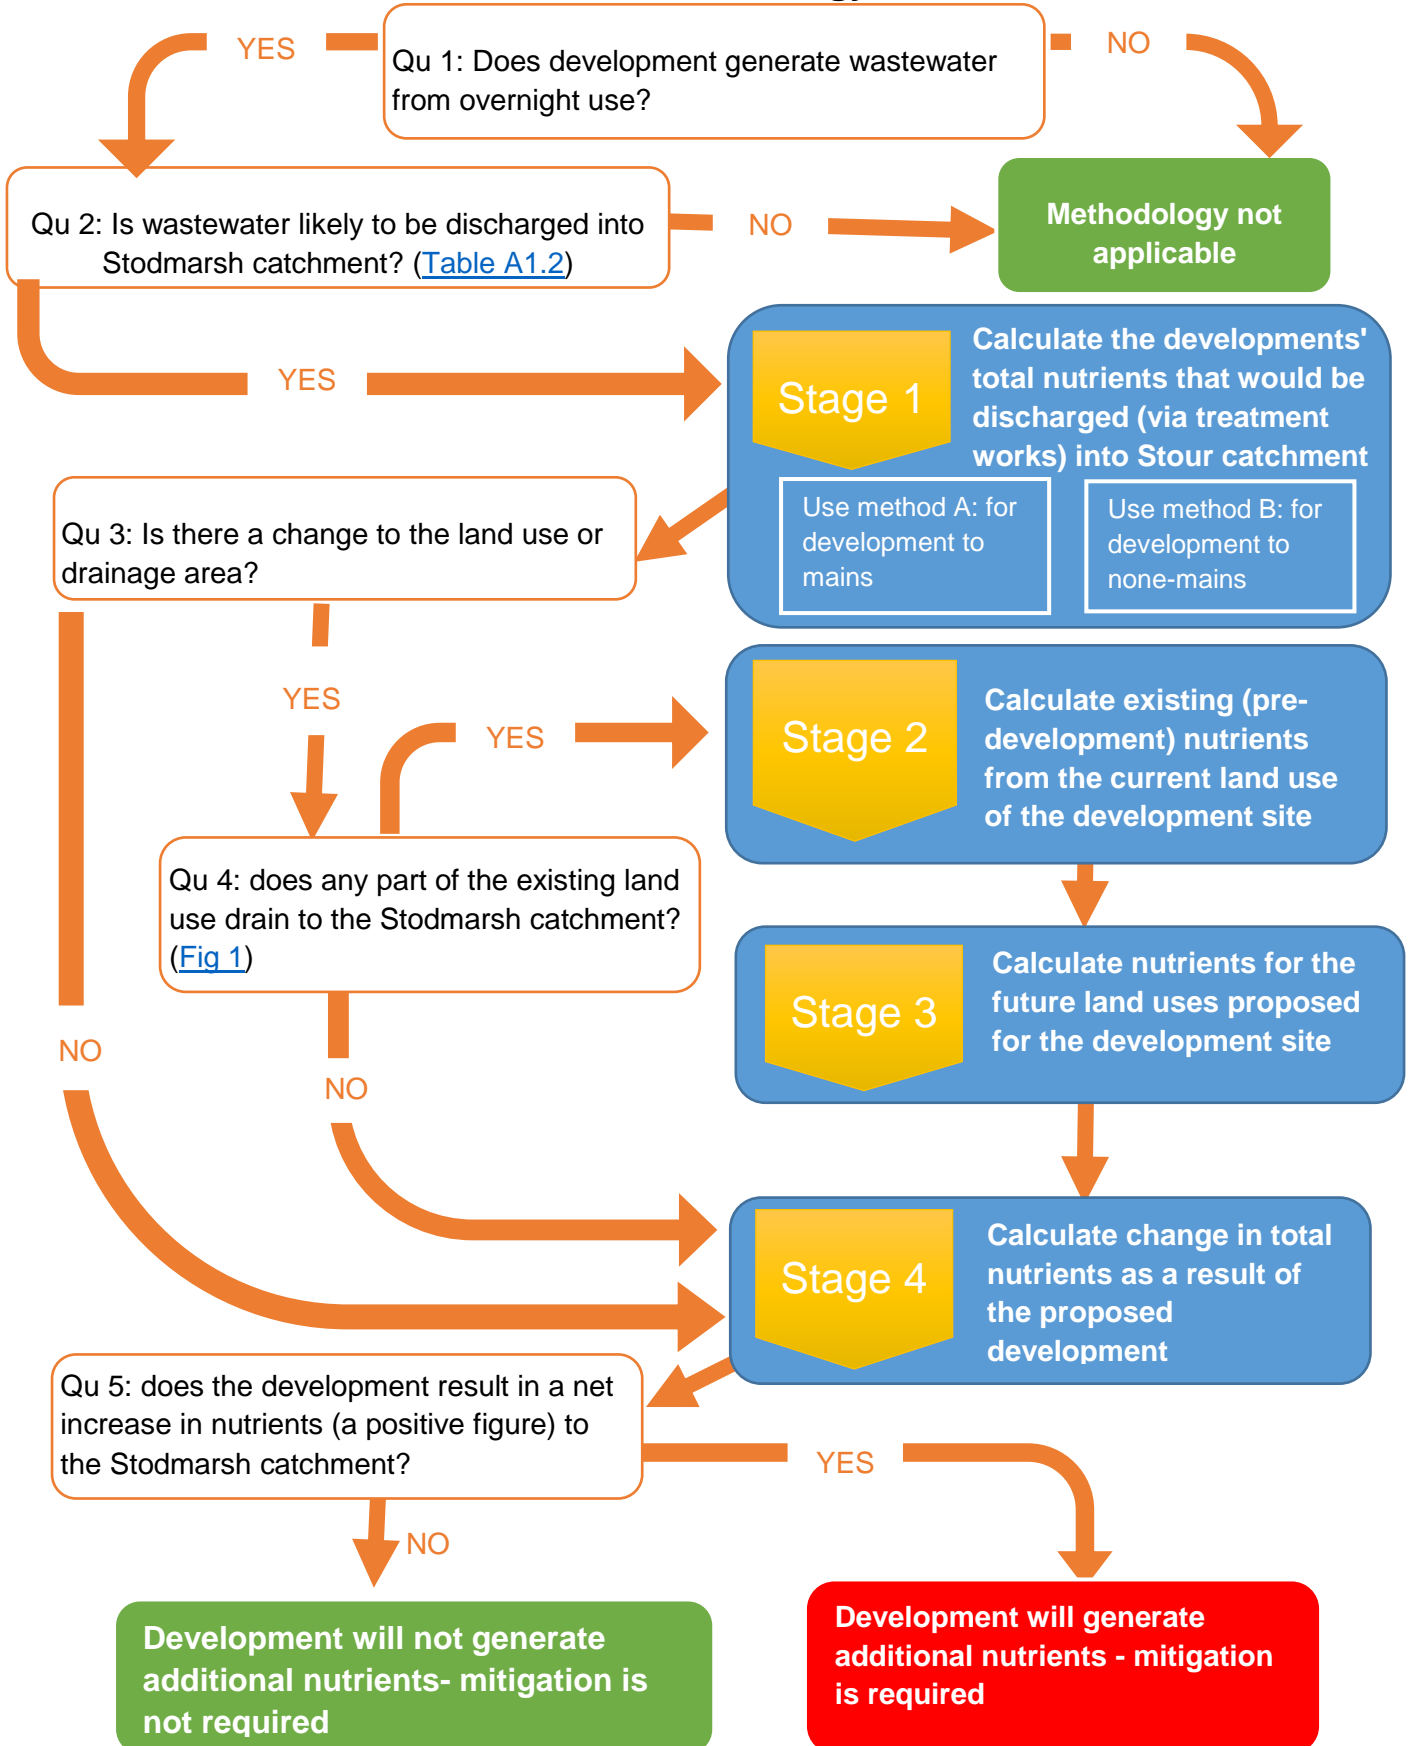 YES
Qu 1: Does development generate wastewater
from overnight use?
NO
Qu 2: Is wastewater likely to be discharged into
Stodmarsh catchment? (Table A1.2)
NO
Methodology not
applicable
YES
Stage 1
Calculate the developments'
total nutrients that would be
discharged (via treatment
works) into Stour catchment
Use method A: for
development to
mains
Use method B: for
development to
none-mains
Qu 3: Is there a change to the land use or
drainage area?
YES
YES
Stage 2
Calculate existing (pre-
development) nutrients
from the current land use
of the development site
Qu 4: does any part of the existing land
use drain to the Stodmarsh catchment?
(Fig 1)
Stage 3
Calculate nutrients for the
future land uses proposed
for the development site
NO
NO
Stage 4
Calculate change in total
nutrients as a result of
the proposed
development
Qu 5: does the development result in a net
increase in nutrients (a positive figure) to
the Stodmarsh catchment?
YES
NO
Development will not generate
additional nutrients- mitigation is
not required
Development will generate
additional nutrients - mitigation
is required